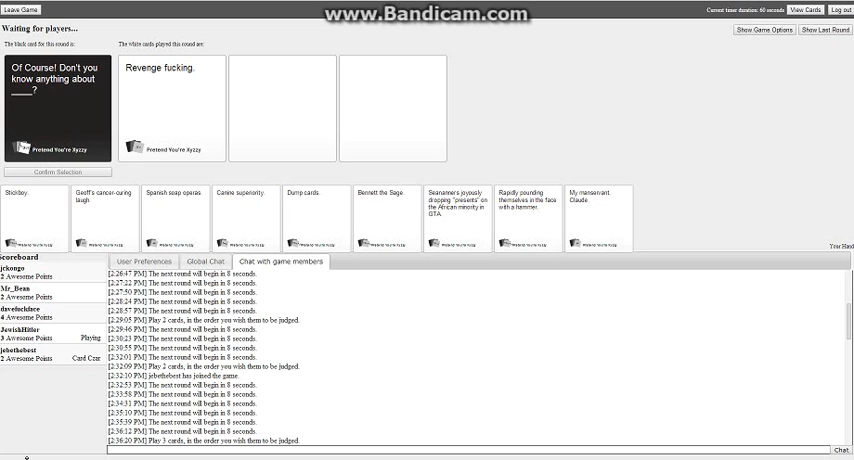 www.Bandicam.com
Leave Game
Current timer duration: 60 seconds
View Cards
Log out
Waiting for players...
Show Game Options
Show Last Round
The black card for this round is:
The white cards played this round are:
Of Course! Don't you
know anything about
____?
Pretend You're Xyzzy
Revenge fucking.
Pretend You're Xyzzy
Confirm Selection
Stickboy.
Geoff's cancer-curing
laugh.
Spanish soap operas.
Canine superiority.
Dump cards.
Bennett the Sage.
Seananners joyously
dropping "presents" on
the African minority in
GTA.
Rapidly pounding
themselves in the face
with a hammer.
My manservant,
Claude.
Your Hand
Scoreboard
jckongo
2 Awesome Points
Mr_Bean
2 Awesome Points
davefuckface
4 Awesome Points
JewishHitler
3 Awesome Points Playing
jebethebest
2 Awesome Points Card Czar
User Preferences
Global Chat
Chat with game members
[2:26:47 PM] The next round will begin in 8 seconds.
[2:27:22 PM] The next round will begin in 8 seconds.
[2:27:50 PM] The next round will begin in 8 seconds.
[2:28:24 PM] The next round will begin in 8 seconds.
[2:28:57 PM] The next round will begin in 8 seconds.
[2:29:05 PM] Play 2 cards, in the order you wish them to be judged.
[2:29:46 PM] The next round will begin in 8 seconds.
[2:30:23 PM] The next round will begin in 8 seconds.
[2:30:55 PM] The next round will begin in 8 seconds.
[2:32:01 PM] The next round will begin in 8 seconds.
[2:32:09 PM] Play 2 cards, in the order you wish them to be judged.
[2:32:10 PM] jebethebest has joined the game.
[2:32:53 PM] The next round will begin in 8 seconds.
[2:33:58 PM] The next round will begin in 8 seconds.
[2:34:31 PM] The next round will begin in 8 seconds.
[2:35:10 PM] The next round will begin in 8 seconds.
[2:35:39 PM] The next round will begin in 8 seconds.
[2:36:12 PM] The next round will begin in 8 seconds.
[2:36:20 PM] Play 3 cards, in the order you wish them to be judged.
Chat